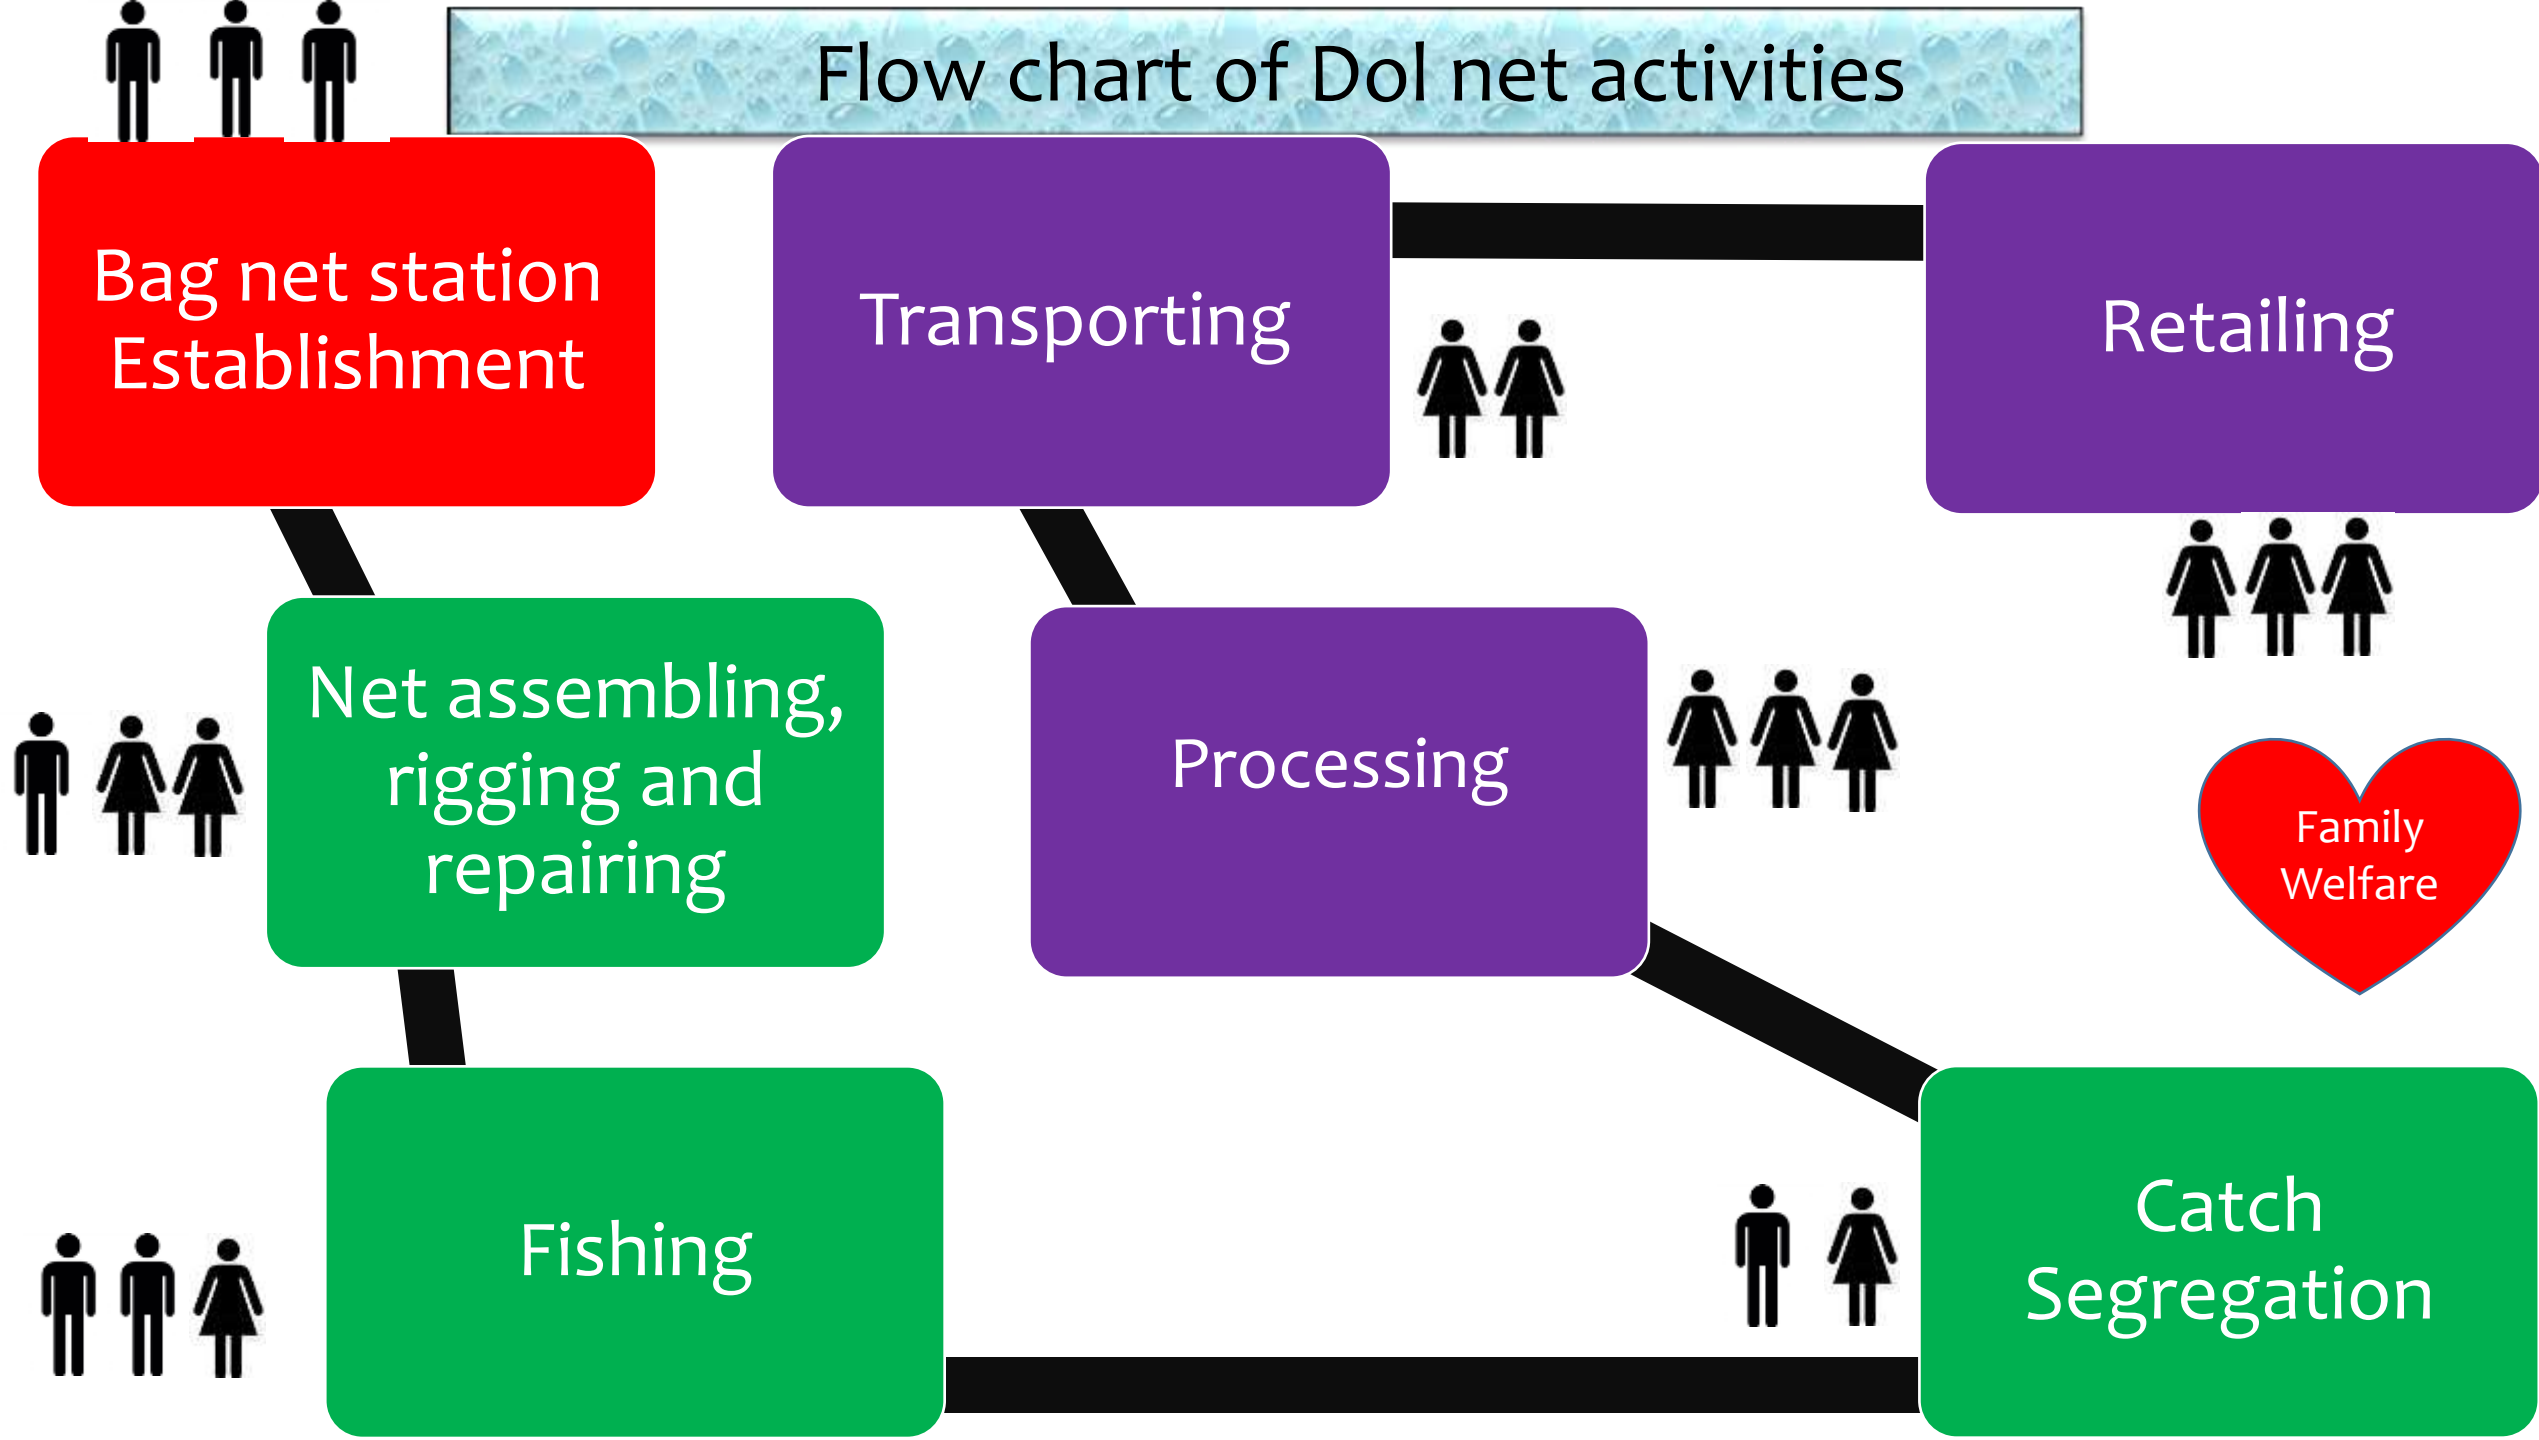 Flow chart of Dol net activities
Bag net station
Establishment
Transporting
Retailing
Net assembling,
rigging and
repairing
Processing
Family
Welfare
Fishing
Catch
Segregation